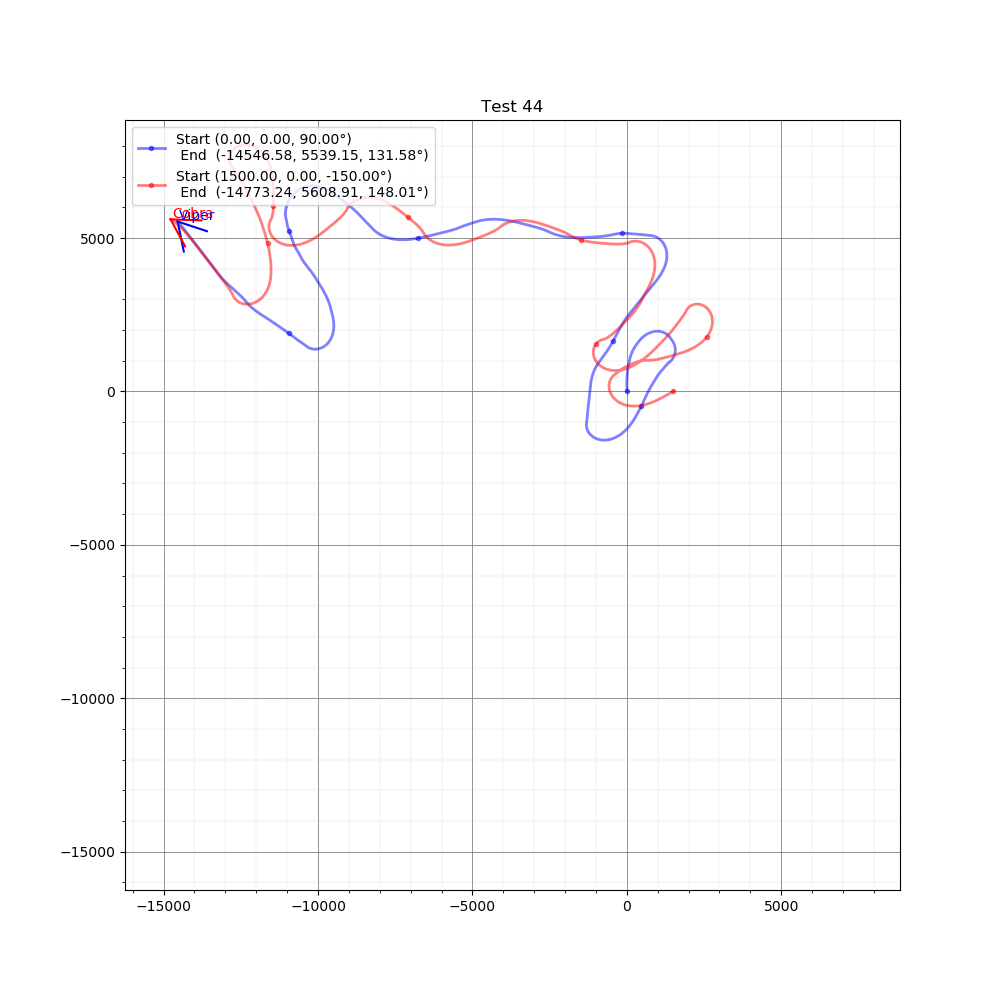 Test 44
Start (0.00, 0.00, 90.00°)
End  (-14546.58, 5539.15, 131.58°)
Start (1500.00, 0.00, -150.00°)
End  (-14773.24, 5608.91, 148.01°)
Cobra
Viper
5000
0
−5000
−10000
−15000
−15000
−10000
−5000
0
5000